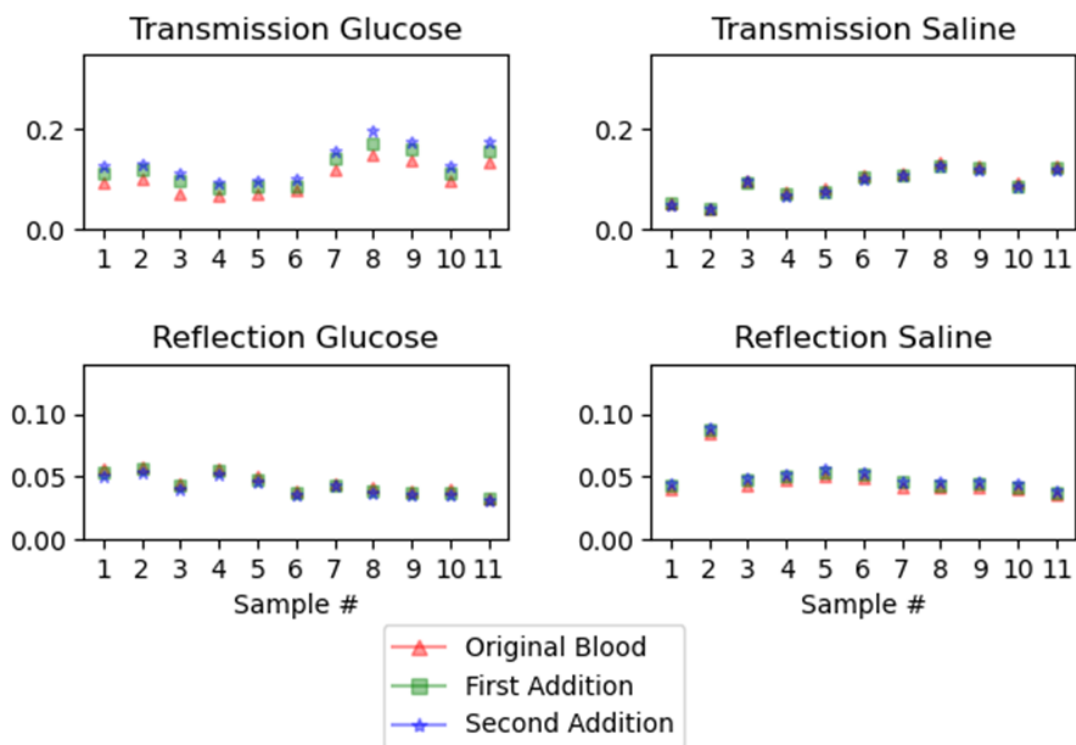 Transmission Glucose
Transmission Saline
0.2
0.0
1 2 3 4 5 6 7 8 9 10 11
0.2
0.0
1 2 3 4 5 6 7 8 9 10 11
Reflection Glucose
Reflection Saline
0.10
0.05
0.00
1 2 3 4 5 6 7 8 9 10 11
Sample #
0.10
0.05
0.00
1 2 3 4 5 6 7 8 9 10 11
Sample #
Original Blood
First Addition
Second Addition